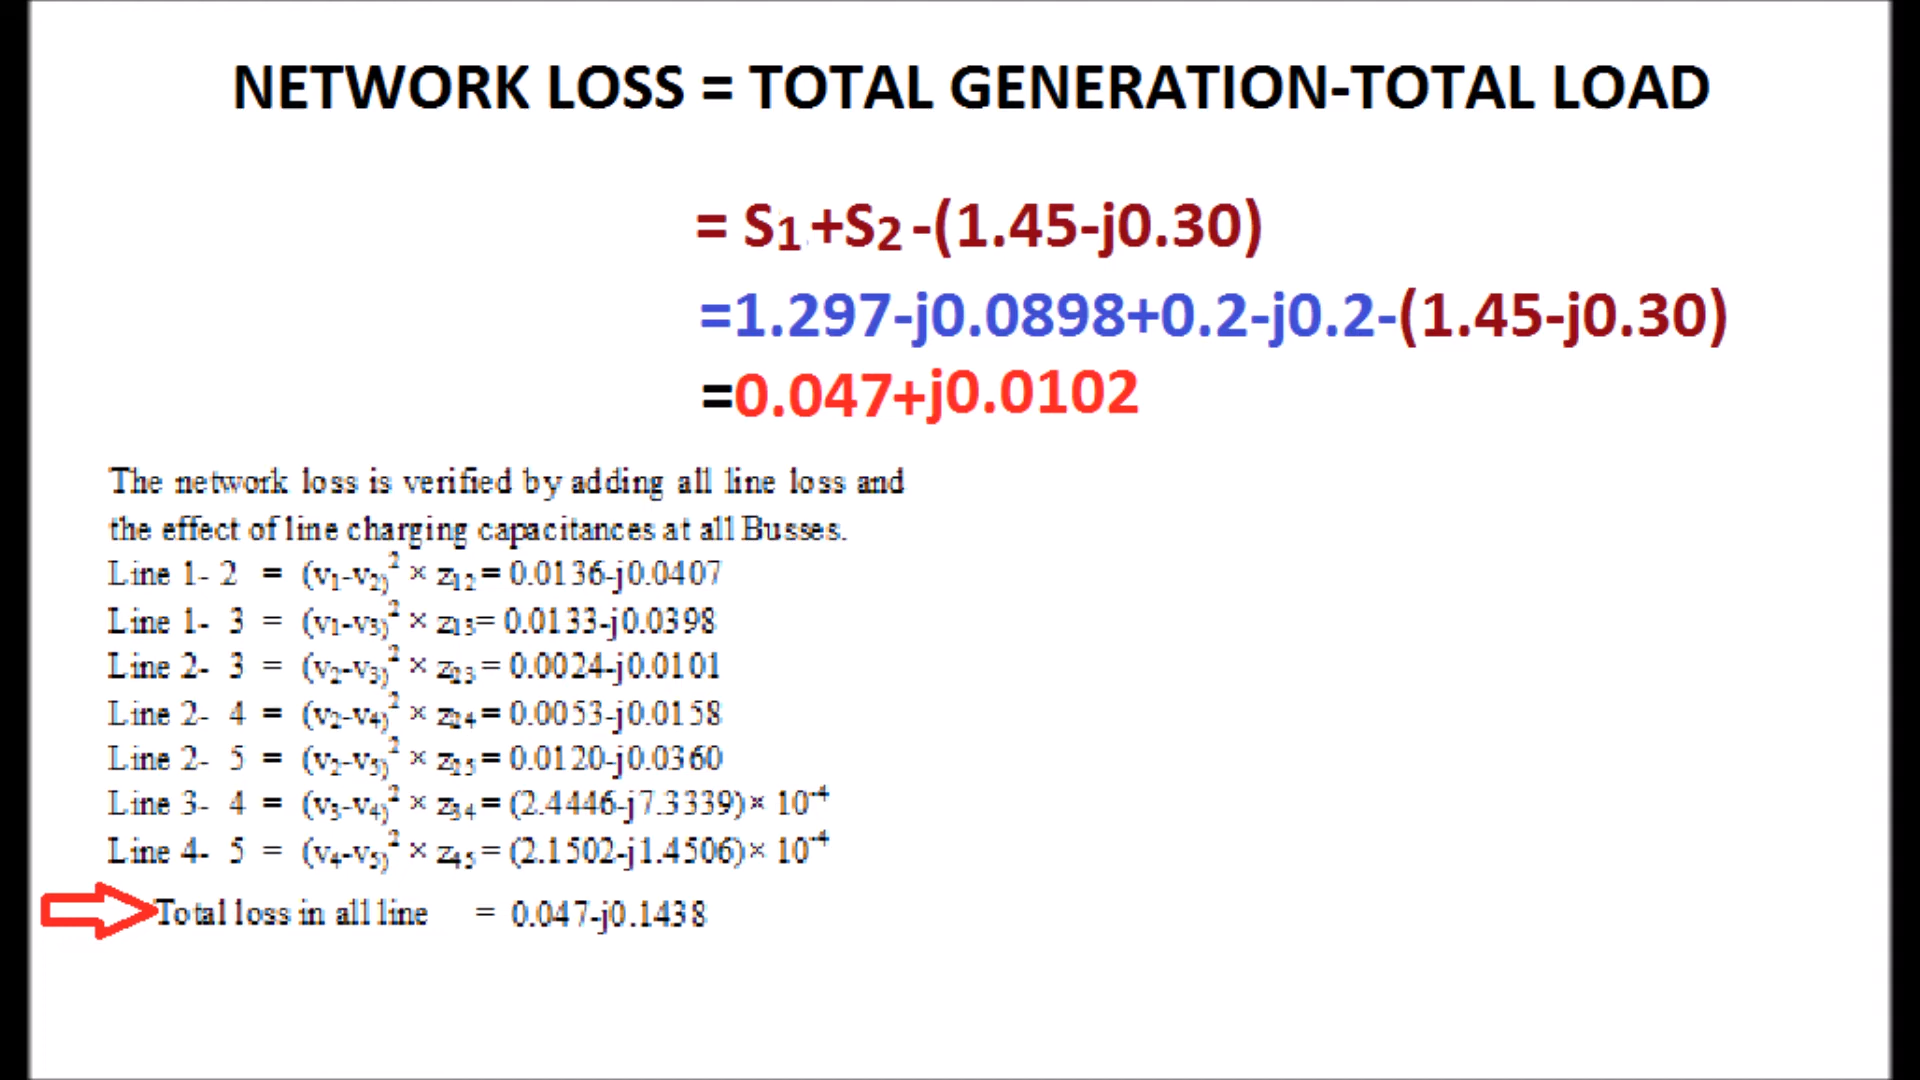 NETWORK LOSS = TOTAL GENERATION-TOTAL LOAD
= S1+S2-(1.45-j0.30)
=1.297-j0.0898+0.2-j0.2-(1.45-j0.30)
=0.047+j0.0102
The network loss is verified by adding all line loss and
the effect of line charging capacitances at all Busses.
Line 1- 2 = (v1-v2)² × z12 = 0.0136-j0.0407
Line 1- 3 = (v1-v3)² × z13= 0.0133-j0.0398
Line 2- 3 = (v2-v3)² × z23 = 0.0024-j0.0101
Line 2- 4 = (v2-v4)² × z24 = 0.0053-j0.0158
Line 2- 5 = (v2-v5)² × z25 = 0.0120-j0.0360
Line 3- 4 = (v3-v4)² × z34 = (2.4446-j7.3339)× 10⁻⁴
Line 4- 5 = (v4-v5)² × z45 = (2.1502-j1.4506)× 10⁻⁴
Total loss in all line = 0.047-j0.1438